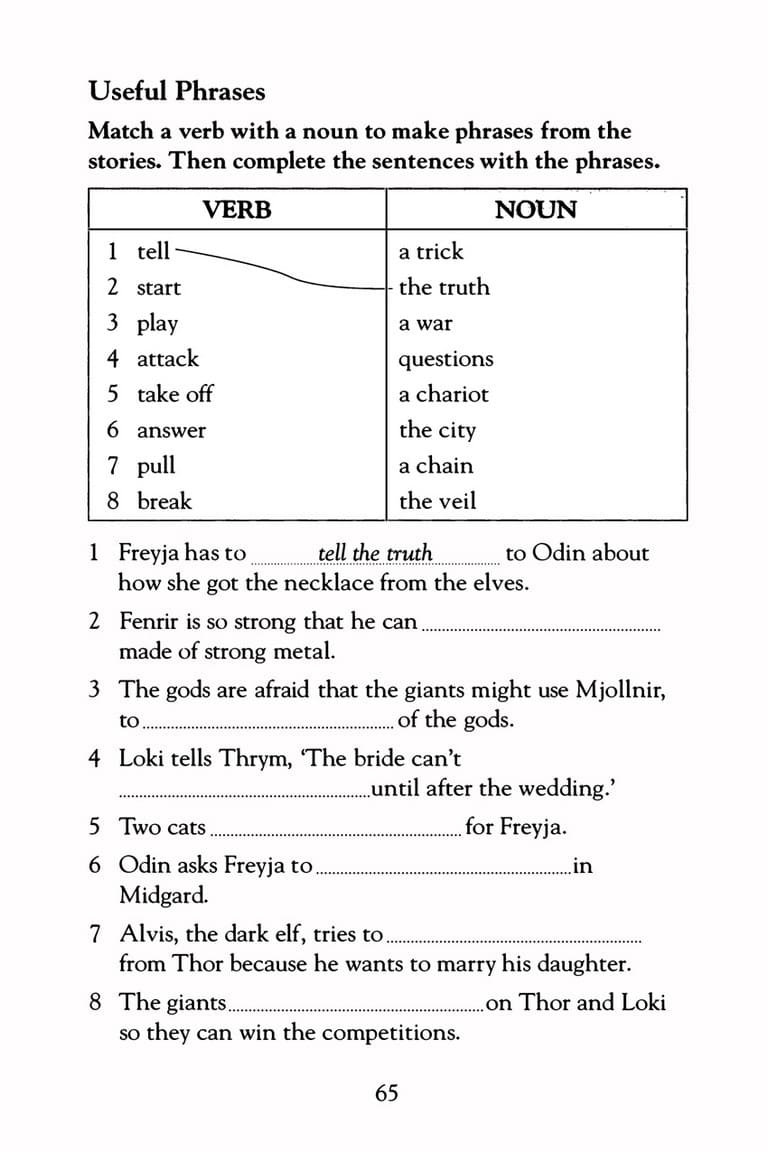 Useful Phrases
Match a verb with a noun to make phrases from the
stories. Then complete the sentences with the phrases.
VERB NOUN
1 tell a trick
2 start the truth
3 play a war
4 attack questions
5 take off a chariot
6 answer the city
7 pull a chain
8 break the veil
1 Freyja has to tell the truth to Odin about
how she got the necklace from the elves.
2 Fenrir is so strong that he can
made of strong metal.
3 The gods are afraid that the giants might use Mjollnir,
to of the gods.
4 Loki tells Thrym, ‘The bride can’t
until after the wedding.’
5 Two cats for Freyja.
6 Odin asks Freyja to in
Midgard.
7 Alvis, the dark elf, tries to
from Thor because he wants to marry his daughter.
8 The giants on Thor and Loki
so they can win the competitions.
65